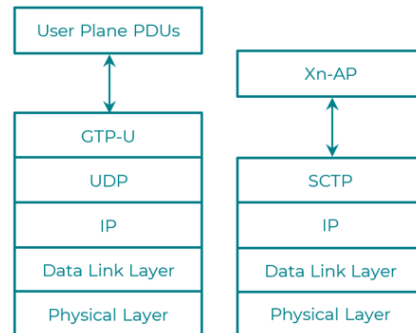 User Plane PDUs
GTP-U
UDP
IP
Data Link Layer
Physical Layer
Xn-AP
SCTP
IP
Data Link Layer
Physical Layer